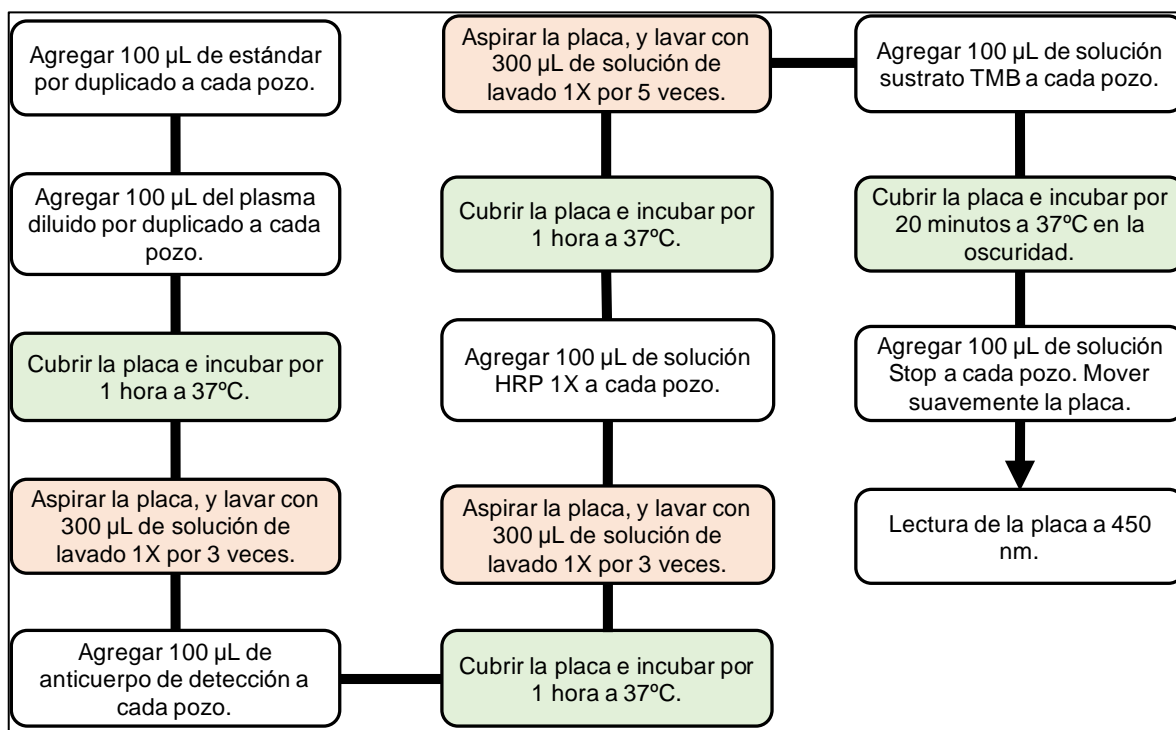 Agregar 100 µL de estándar
por duplicado a cada pozo.
Agregar 100 µL del plasma
diluido por duplicado a cada
pozo.
Cubrir la placa e incubar por
1 hora a 37ºC.
Aspirar la placa, y lavar con
300 µL de solución de
lavado 1X por 3 veces.
Agregar 100 µL de
anticuerpo de detección a
cada pozo.
Cubrir la placa e incubar por
1 hora a 37ºC.
Aspirar la placa, y lavar con
300 µL de solución de
lavado 1X por 3 veces.
Agregar 100 µL de solución
HRP 1X a cada pozo.
Cubrir la placa e incubar por
1 hora a 37ºC.
Aspirar la placa, y lavar con
300 µL de solución de
lavado 1X por 5 veces.
Agregar 100 µL de solución
sustrato TMB a cada pozo.
Cubrir la placa e incubar por
20 minutos a 37ºC en la
oscuridad.
Agregar 100 µL de solución
Stop a cada pozo. Mover
suavemente la placa.
Lectura de la placa a 450
nm.